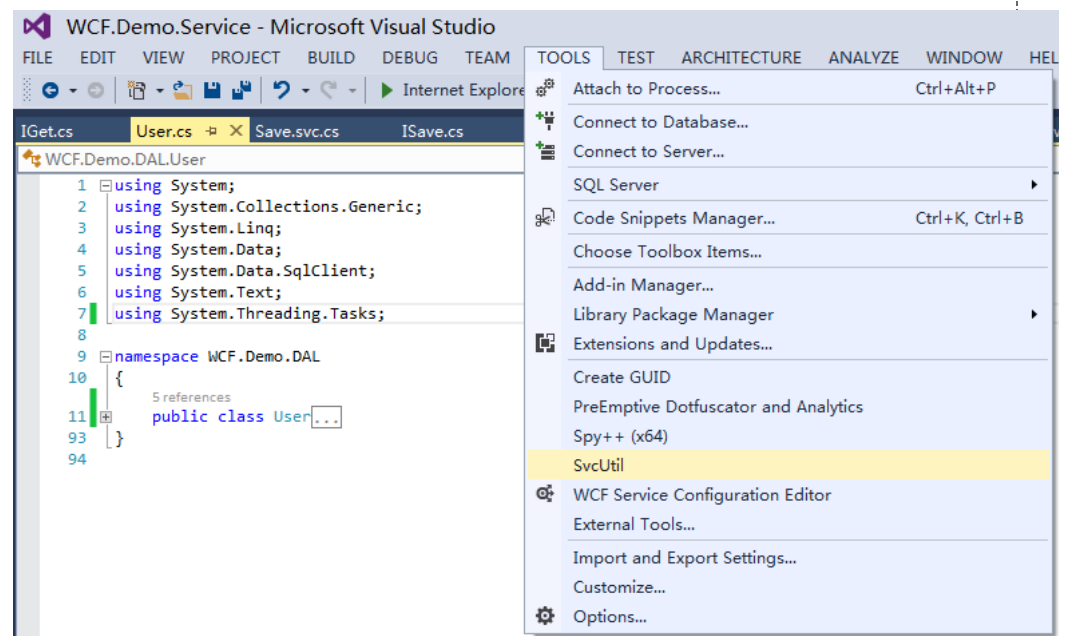 WCF.Demo.Service - Microsoft Visual Studio
FILE EDIT VIEW PROJECT BUILD DEBUG TEAM TOOLS TEST ARCHITECTURE ANALYZE WINDOW HEL
Internet Explore
IGet.cs User.cs Save.svc.cs ISave.cs
WCF.Demo.DAL.User
1 using System;
2 using System.Collections.Generic;
3 using System.Linq;
4 using System.Data;
5 using System.Data.SqlClient;
6 using System.Text;
7 using System.Threading.Tasks;
8
9 namespace WCF.Demo.DAL
10 {
5 references
11 public class User...
93 }
94
Attach to Process... Ctrl+Alt+P
Connect to Database...
Connect to Server...
SQL Server
Code Snippets Manager... Ctrl+K, Ctrl+B
Choose Toolbox Items...
Add-in Manager...
Library Package Manager
Extensions and Updates...
Create GUID
PreEmptive Dotfuscator and Analytics
Spy++ (x64)
SvcUtil
WCF Service Configuration Editor
External Tools...
Import and Export Settings...
Customize...
Options...